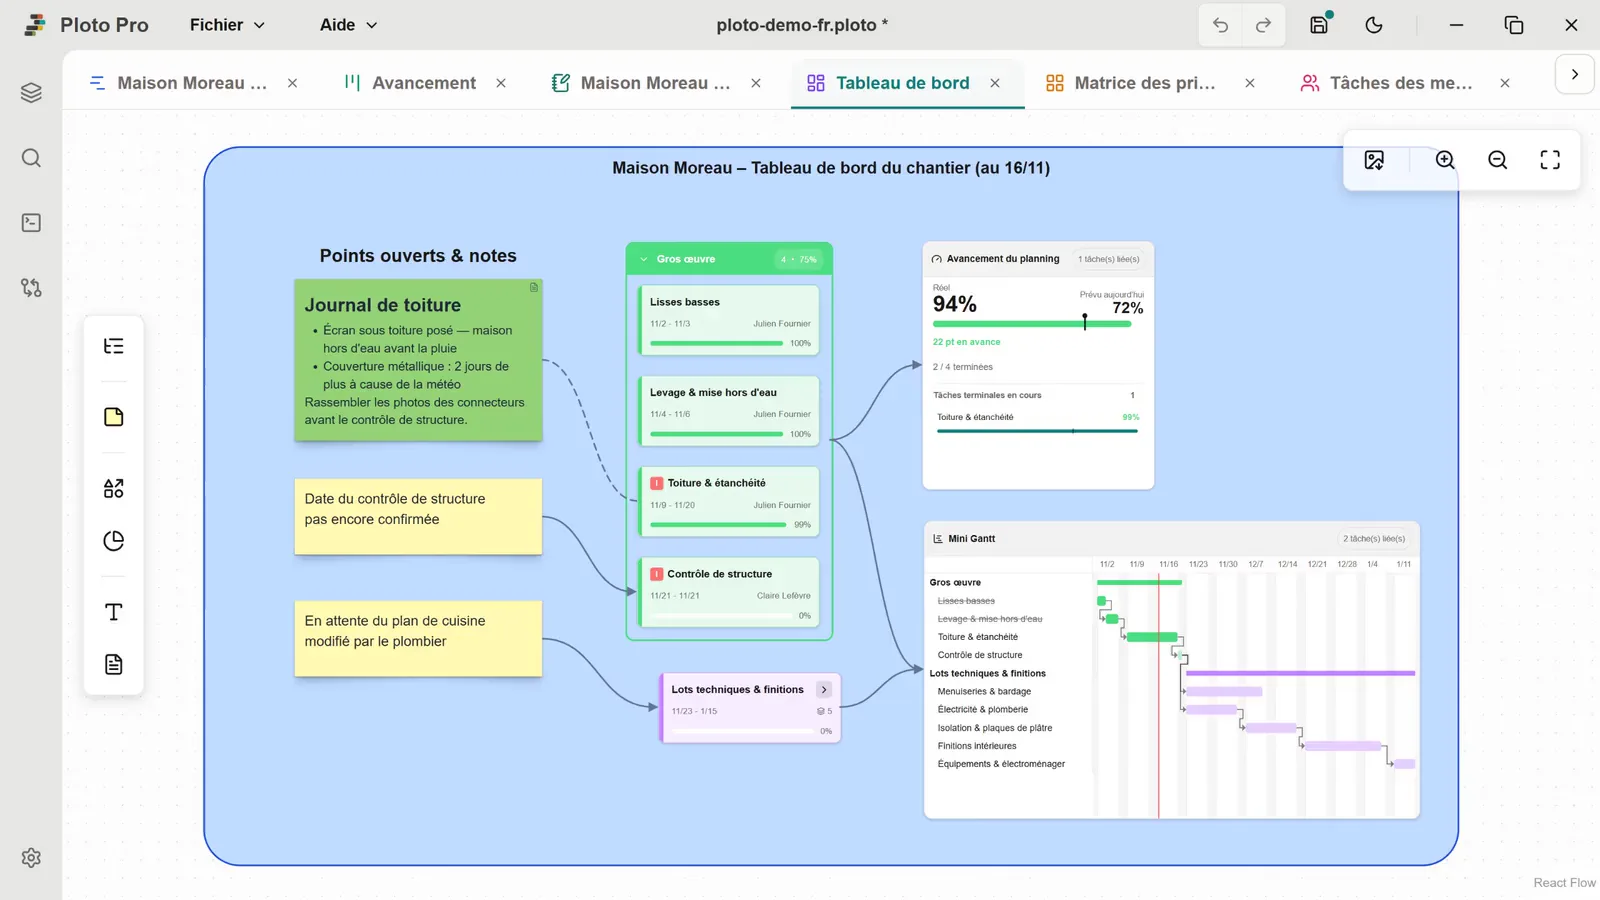 Ploto Pro
Fichier
Aide
ploto-demo-fr.ploto *
Maison Moreau ...
Avancement
Maison Moreau ...
Tableau de bord
Matrice des pri...
Tâches des me...
Maison Moreau – Tableau de bord du chantier (au 16/11)
Points ouverts & notes
Journal de toiture
• Écran sous toiture posé — maison
hors d'eau avant la pluie
• Couverture métallique : 2 jours de
plus à cause de la météo
Rassembler les photos des connecteurs
avant le contrôle de structure.
Date du contrôle de structure
pas encore confirmée
En attente du plan de cuisine
modifié par le plombier
Gros œuvre
4 • 75%
Lisses basses
11/2 - 11/3
Julien Fournier
100%
Levage & mise hors d'eau
11/4 - 11/6
Julien Fournier
100%
Toiture & étanchéité
11/9 - 11/20
Julien Fournier
99%
Contrôle de structure
11/21 - 11/21
Claire Lefèvre
0%
Lots techniques & finitions
11/23 - 1/15
5
0%
Avancement du planning
1 tâche(s) liée(s)
Réel
94%
Prévu aujourd'hui
72%
22 pt en avance
2 / 4 terminées
Tâches terminales en cours
1
Toiture & étanchéité
99%
Mini Gantt
2 tâche(s) liée(s)
11/2 11/9 11/16 11/23 11/30 12/7 12/14 12/21 12/28 1/4 1/11
Gros œuvre
Lisses basses
Levage & mise hors d'eau
Toiture & étanchéité
Contrôle de structure
Lots techniques & finitions
Menuiseries & bardage
Électricité & plomberie
Isolation & plaques de plâtre
Finitions intérieures
Équipements & électroménager
React Flow